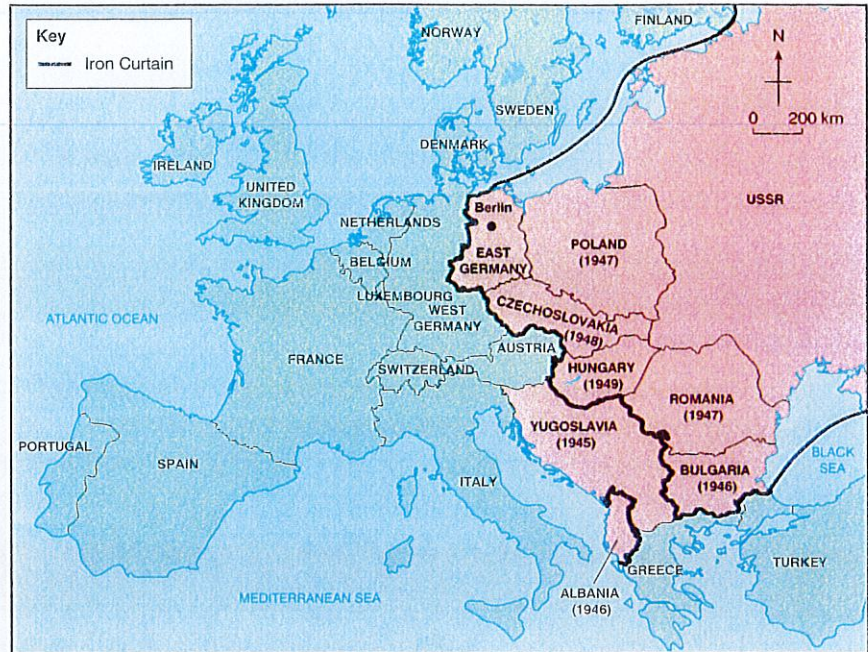 Key
Iron Curtain
NORWAY
FINLAND
N
SWEDEN
0 200 km
DENMARK
IRELAND
UNITED
KINGDOM
USSR
NETHERLANDS
Berlin
EAST
GERMANY
POLAND
(1947)
BELGIUM
LUXEMBOURG
WEST
GERMANY
CZECHOSLOVAKIA
(1948)
ATLANTIC OCEAN
AUSTRIA
FRANCE
SWITZERLAND
HUNGARY
(1949)
ROMANIA
(1947)
YUGOSLAVIA
(1945)
PORTUGAL
SPAIN
BLACK
SEA
BULGARIA
(1946)
ITALY
TURKEY
GREECE
ALBANIA
(1946)
MEDITERRANEAN SEA